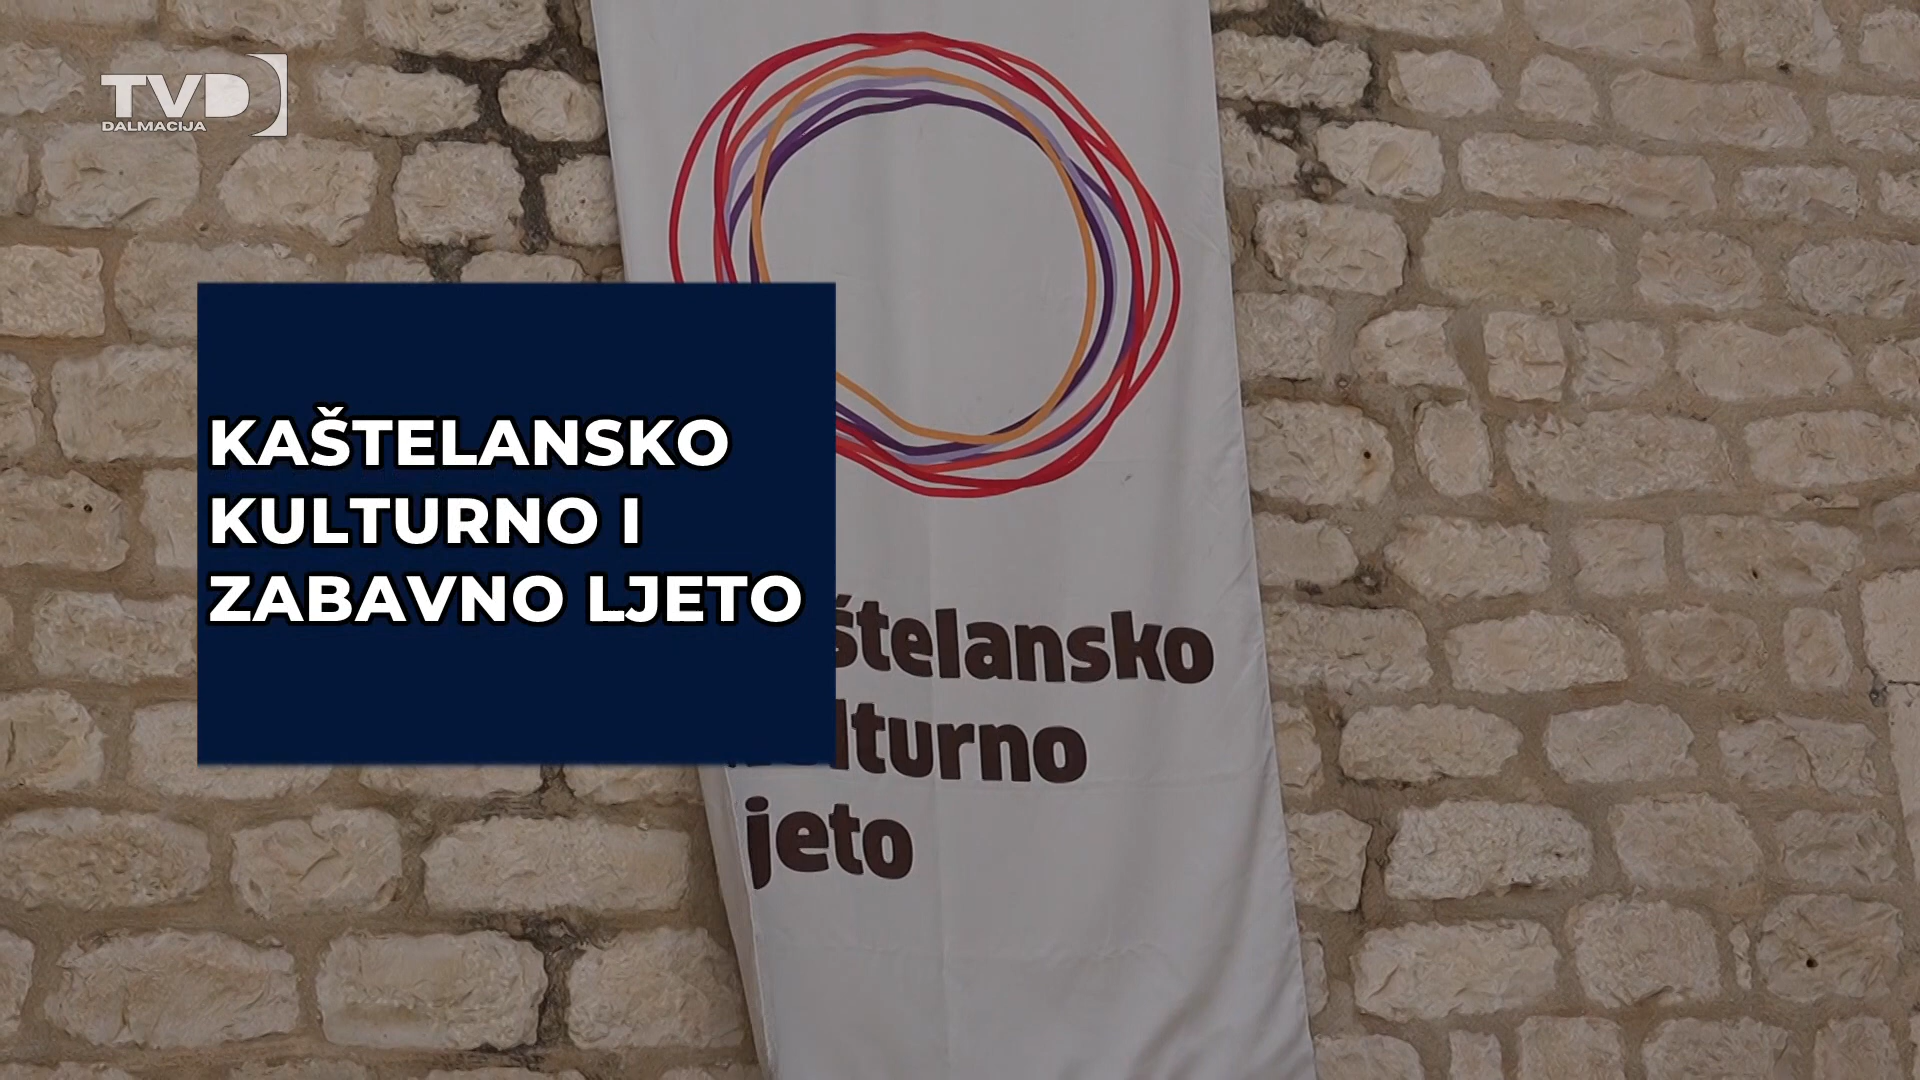 TVD
DALMACIJA
KAŠTELANSKO
KULTURNO I
ZABAVNO LJETO
štelansko
lturno
jeto